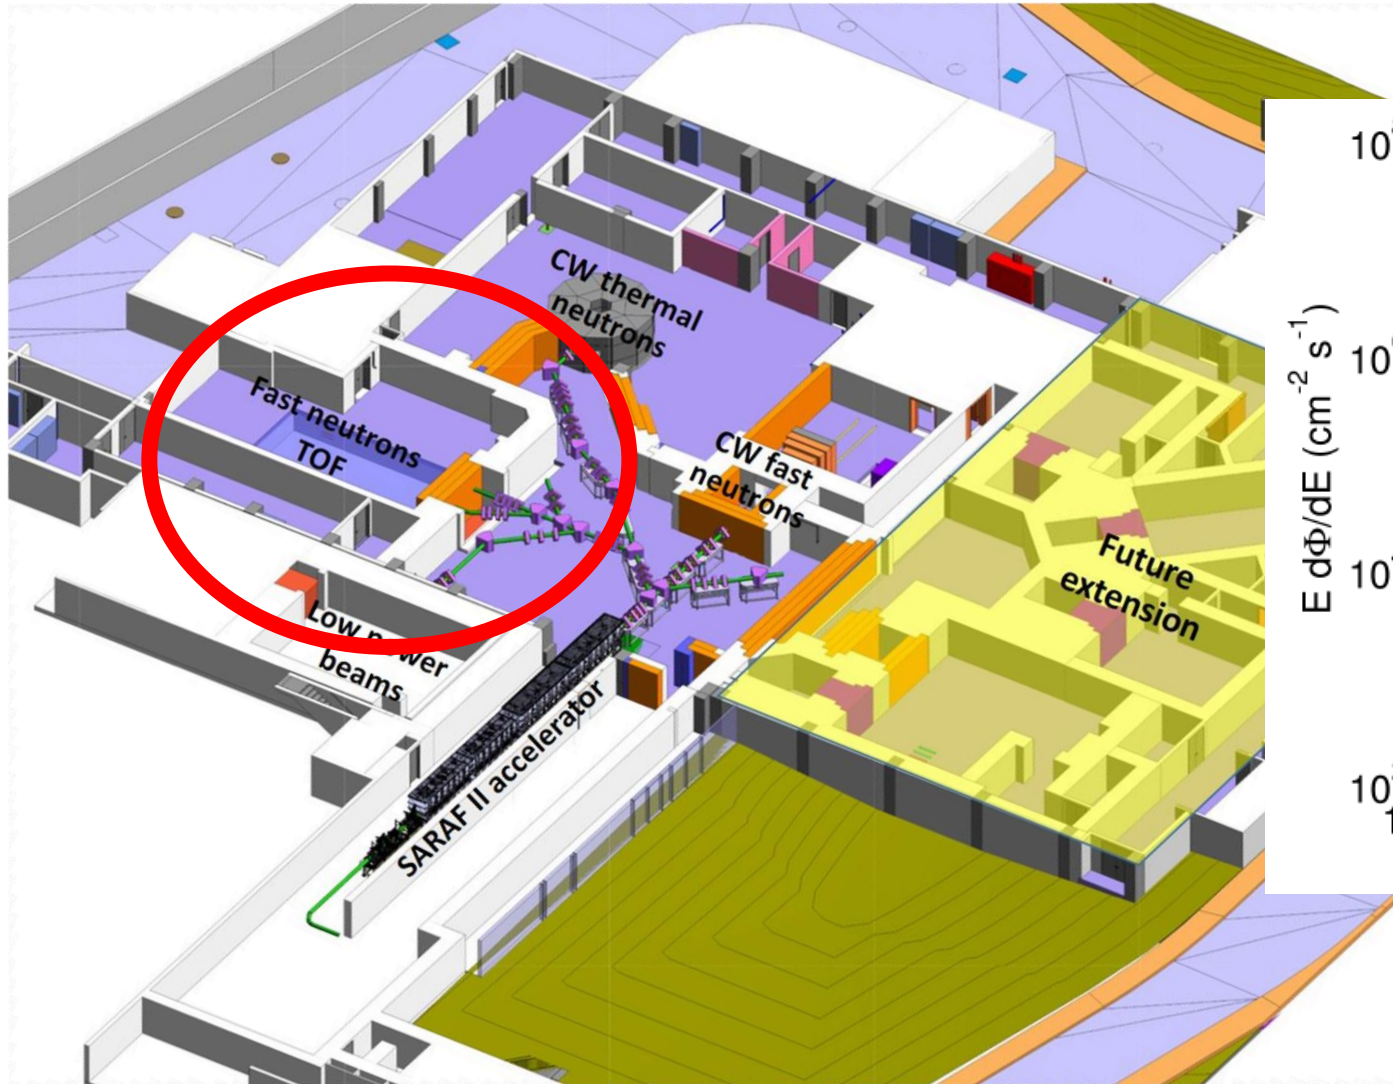 CW thermal
neutrons
Fast neutrons
TOF
CW fast
neutrons
Future
extension
beams
SARAF II accelerator
E dΦ/dE (cm⁻² s⁻¹)